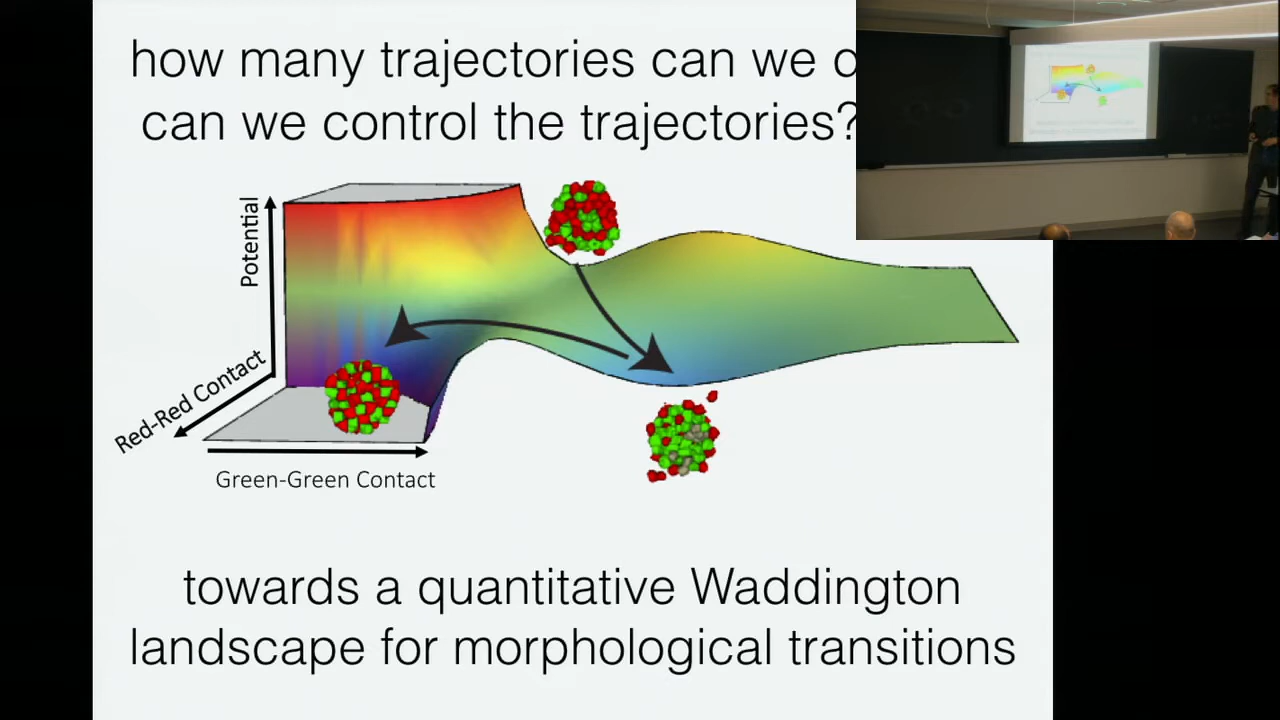 how many trajectories can we
can we control the trajectories?
Potential
Red-Red Contact
Green-Green Contact
towards a quantitative Waddington
landscape for morphological transitions